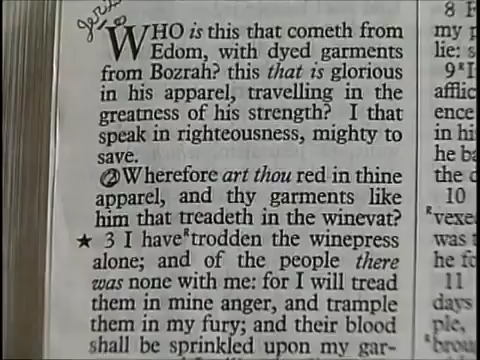 WHO is this that cometh from
Edom, with dyed garments
from Bozrah? this that is glorious
in his apparel, travelling in the
greatness of his strength? I that
speak in righteousness, mighty to
save.
2 Wherefore art thou red in thine
apparel, and thy garments like
him that treadeth in the winevat?
★ 3 I have R trodden the winepress
alone; and of the people there
was none with me: for I will tread
them in mine anger, and trample
them in my fury; and their blood
shall be sprinkled upon my gar-
8
my
lie: s
9 R I
afflic
ence
in hi
he ba
the
10
R vexe
was t
he fo
11
days
ple,
R brou